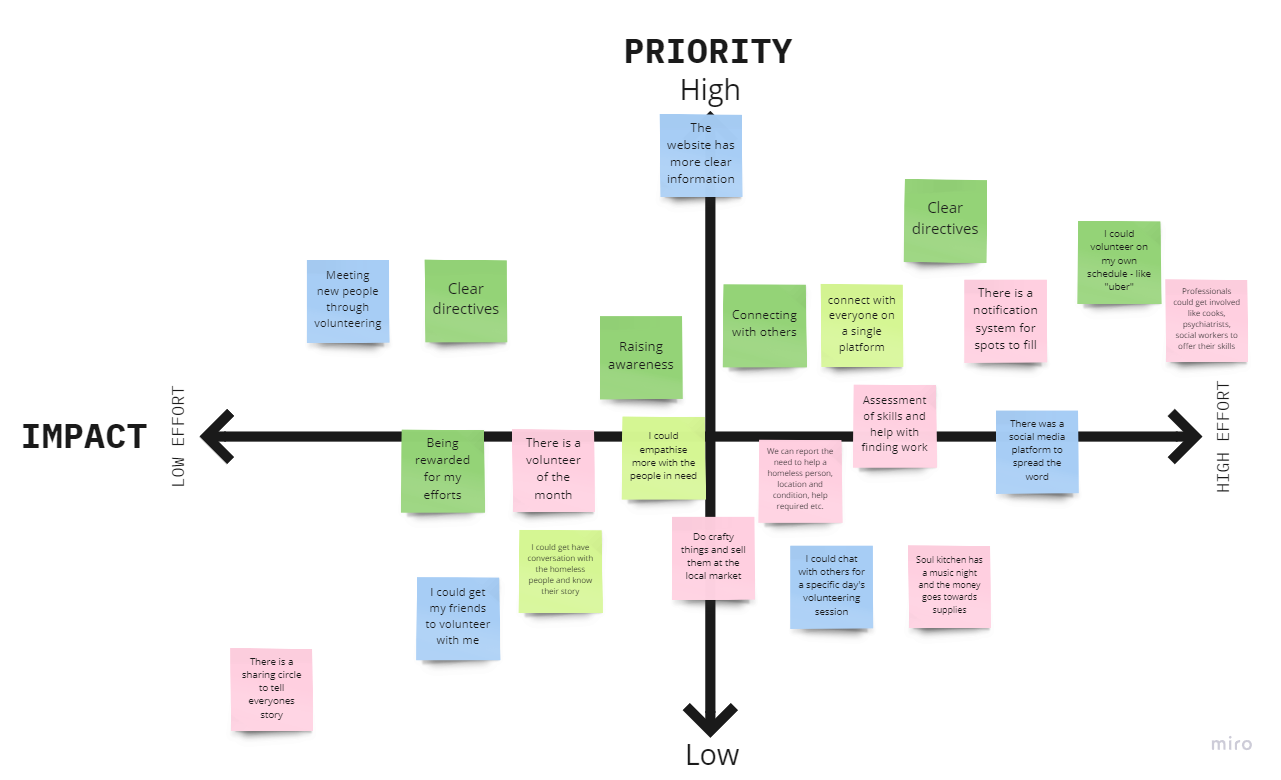 PRIORITY
High
The
website has
more clear
information
Clear
directives
I could
volunteer on
my own
schedule - like
"uber"
Meeting
new people
through
volunteering
Clear
directives
Connecting
with others
connect with
everyone on
a single
platform
There is a
notification
system for
spots to fill
Professionals
could get involved
like cooks,
psychiatrists,
social workers to
offer their skills
Raising
awareness
IMPACT
LOW EFFORT
HIGH EFFORT
Assessment
of skills and
help with
finding work
There was a
social media
platform to
spread the
word
Being
rewarded
for my
efforts
There is a
volunteer
of the
month
I could
empathise
more with the
people in need
We can report the
need to help a
homeless person,
location and
condition, help
required etc.
Do crafty
things and sell
them at the
local market
I could get have
conversation with
the homeless
people and know
their story
I could chat
with others for
a specific day's
volunteering
session
Soul kitchen has
a music night
and the money
goes towards
supplies
I could get
my friends
to volunteer
with me
There is a
sharing circle
to tell
everyones
story
Low
miro